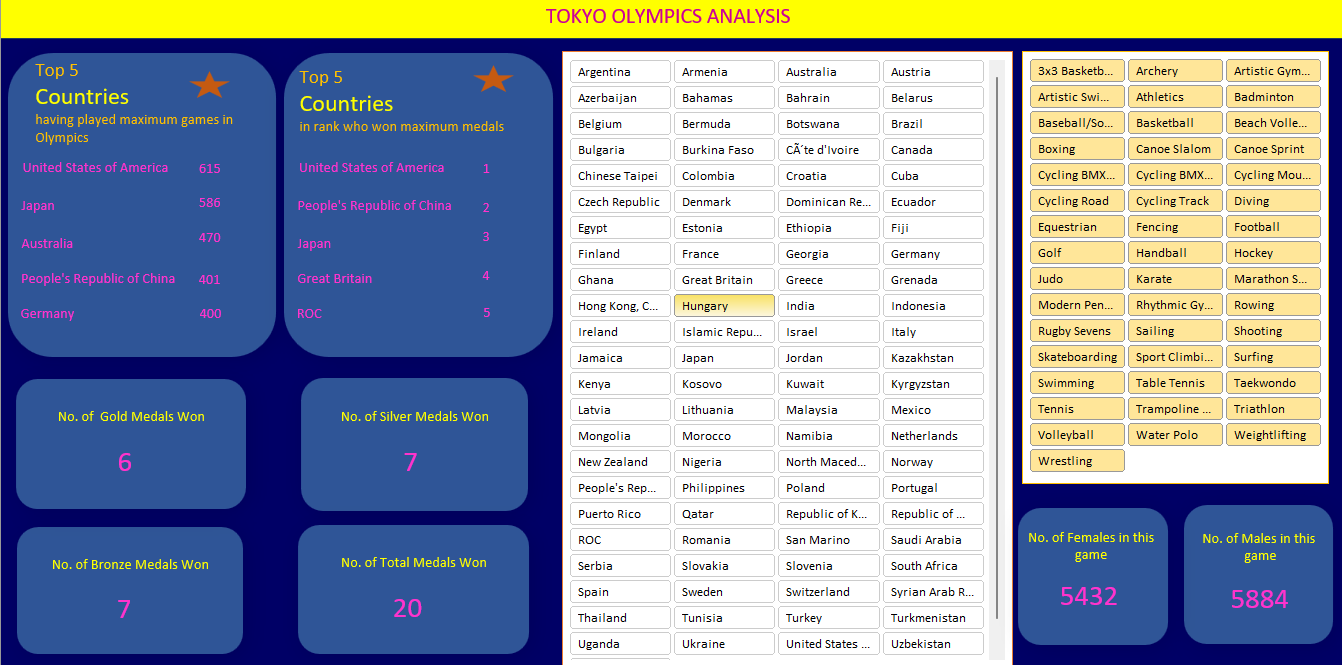 TOKYO OLYMPICS ANALYSIS
Top 5
Countries
having played maximum games in
Olympics
United States of America 615
Japan 586
Australia 470
People's Republic of China 401
Germany 400
Top 5
Countries
in rank who won maximum medals
United States of America 1
People's Republic of China 2
Japan 3
Great Britain 4
ROC 5
No. of Gold Medals Won
6
No. of Silver Medals Won
7
No. of Bronze Medals Won
7
No. of Total Medals Won
20
Argentina Armenia Australia Austria
Azerbaijan Bahamas Bahrain Belarus
Belgium Bermuda Botswana Brazil
Bulgaria Burkina Faso CÃ´te d'Ivoire Canada
Chinese Taipei Colombia Croatia Cuba
Czech Republic Denmark Dominican Re... Ecuador
Egypt Estonia Ethiopia Fiji
Finland France Georgia Germany
Ghana Great Britain Greece Grenada
Hong Kong, C... Hungary India Indonesia
Ireland Islamic Repu... Israel Italy
Jamaica Japan Jordan Kazakhstan
Kenya Kosovo Kuwait Kyrgyzstan
Latvia Lithuania Malaysia Mexico
Mongolia Morocco Namibia Netherlands
New Zealand Nigeria North Maced... Norway
People's Rep... Philippines Poland Portugal
Puerto Rico Qatar Republic of K... Republic of ...
ROC Romania San Marino Saudi Arabia
Serbia Slovakia Slovenia South Africa
Spain Sweden Switzerland Syrian Arab R...
Thailand Tunisia Turkey Turkmenistan
Uganda Ukraine United States ... Uzbekistan
3x3 Basketb... Archery Artistic Gym...
Artistic Swi... Athletics Badminton
Baseball/So... Basketball Beach Volle...
Boxing Canoe Slalom Canoe Sprint
Cycling BMX... Cycling BMX... Cycling Mou...
Cycling Road Cycling Track Diving
Equestrian Fencing Football
Golf Handball Hockey
Judo Karate Marathon S...
Modern Pen... Rhythmic Gy... Rowing
Rugby Sevens Sailing Shooting
Skateboarding Sport Climbi... Surfing
Swimming Table Tennis Taekwondo
Tennis Trampoline ... Triathlon
Volleyball Water Polo Weightlifting
Wrestling
No. of Females in this
game
5432
No. of Males in this
game
5884